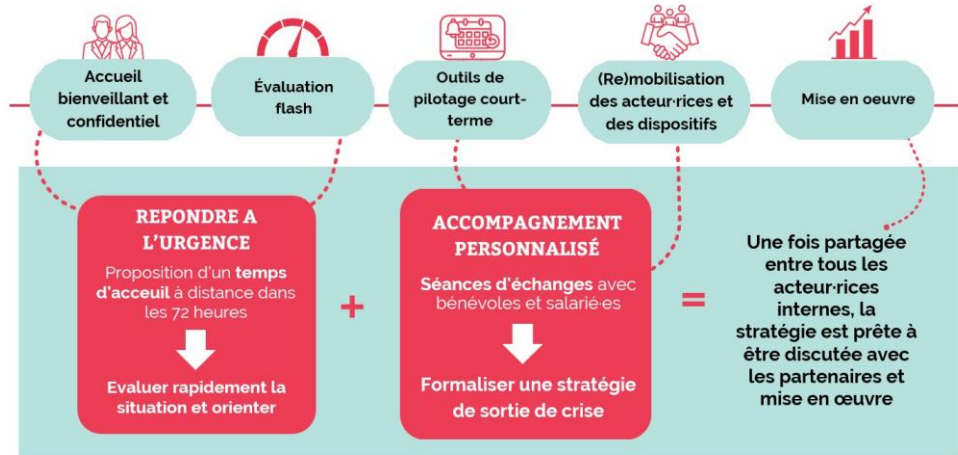 Accueil
bienveillant et
confidentiel
Évaluation
flash
Outils de
pilotage court-
terme
(Re)mobilisation
des acteur·rices et
des dispositifs
Mise en oeuvre
REPONDRE A
L'URGENCE
Proposition d'un temps
d'acceuil à distance dans
les 72 heures
Evaluer rapidement la
situation et orienter
+
ACCOMPAGNEMENT
PERSONNALISÉ
Séances d'échanges avec
bénévoles et salarié·es
Formaliser une stratégie
de sortie de crise
=
Une fois partagée
entre tous les
acteur·rices
internes, la
stratégie est prête à
être discutée avec
les partenaires et
mise en œuvre